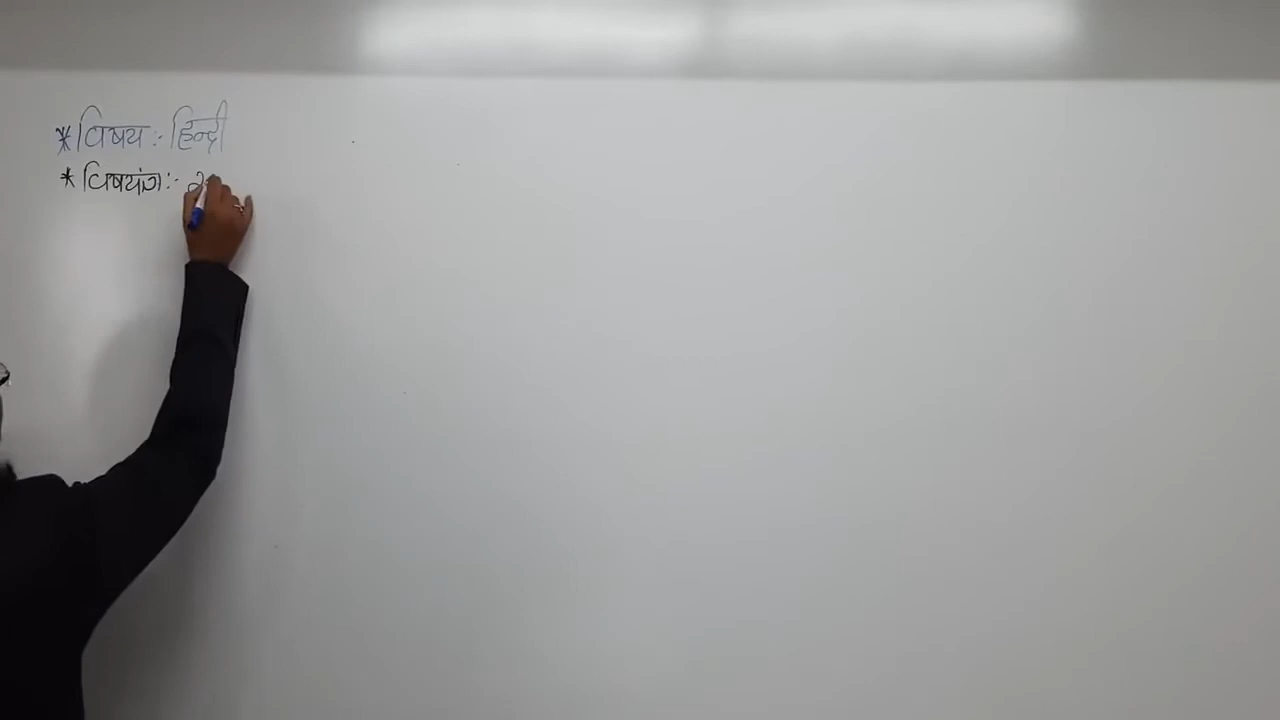 * विषय :- हिन्दी
* विषयांग :-